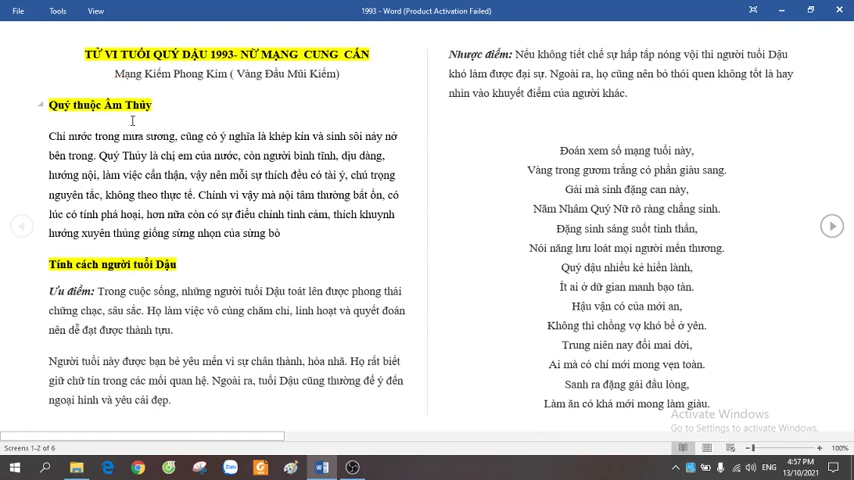 File Tools View
1993 - Word (Product Activation Failed)
TỬ VI TUỔI QUÝ DẬU 1993- NỮ MẠNG CUNG CẤN
Mạng Kiếm Phong Kim ( Vàng Đầu Mũi Kiếm)
Quý thuộc Âm Thủy
Chỉ nước trong mưa sương, cũng có ý nghĩa là khép kín và sinh sôi nảy nở
bên trong. Quý Thủy là chị em của nước, còn người bình tĩnh, dịu dàng,
hướng nội, làm việc cẩn thận, vậy nên mỗi sự thích đều có tài ý, chú trọng
nguyên tắc, không theo thực tế. Chính vì vậy mà nội tâm thường bất ổn, có
lúc có tính phá hoại, hơn nữa còn có sự điều chỉnh tình cảm, thích khuynh
hướng xuyên thủng giống sừng nhọn của sừng bò
Tính cách người tuổi Dậu
Ưu điểm: Trong cuộc sống, những người tuổi Dậu toát lên được phong thái
chững chạc, sâu sắc. Họ làm việc vô cùng chăm chỉ, linh hoạt và quyết đoán
nên dễ đạt được thành tựu.
Người tuổi này được bạn bè yêu mến vì sự chân thành, hòa nhã. Họ rất biết
giữ chữ tín trong các mối quan hệ. Ngoài ra, tuổi Dậu cũng thường để ý đến
ngoại hình và yêu cái đẹp.
Nhược điểm: Nếu không tiết chế sự hấp tấp nóng vội thì người tuổi Dậu
khó làm được đại sự. Ngoài ra, họ cũng nên bỏ thói quen không tốt là hay
nhìn vào khuyết điểm của người khác.
Đoán xem số mạng tuổi này,
Vàng trong gươm trắng có phần giàu sang.
Gái mà sinh đặng can này,
Năm Nhâm Quý Nữ rõ ràng chẳng sinh.
Đặng sinh sáng suốt tinh thần,
Nói năng lưu loát mọi người mến thương.
Quý dậu nhiều kẻ hiền lành,
Ít ai ở dữ gian manh bạo tàn.
Hậu vận có của mới an,
Không thì chồng vợ khó bề ở yên.
Trung niên nay đổi mai dời,
Ai mà có chí mới mong vẹn toàn.
Sanh ra đặng gái đầu lòng,
Làm ăn có khá mới mong làm giàu.
Activate Windows
Go to Settings to activate Windows.
Screens 1-2 of 6
100%
Zalo
ENG
4:57 PM
13/10/2021